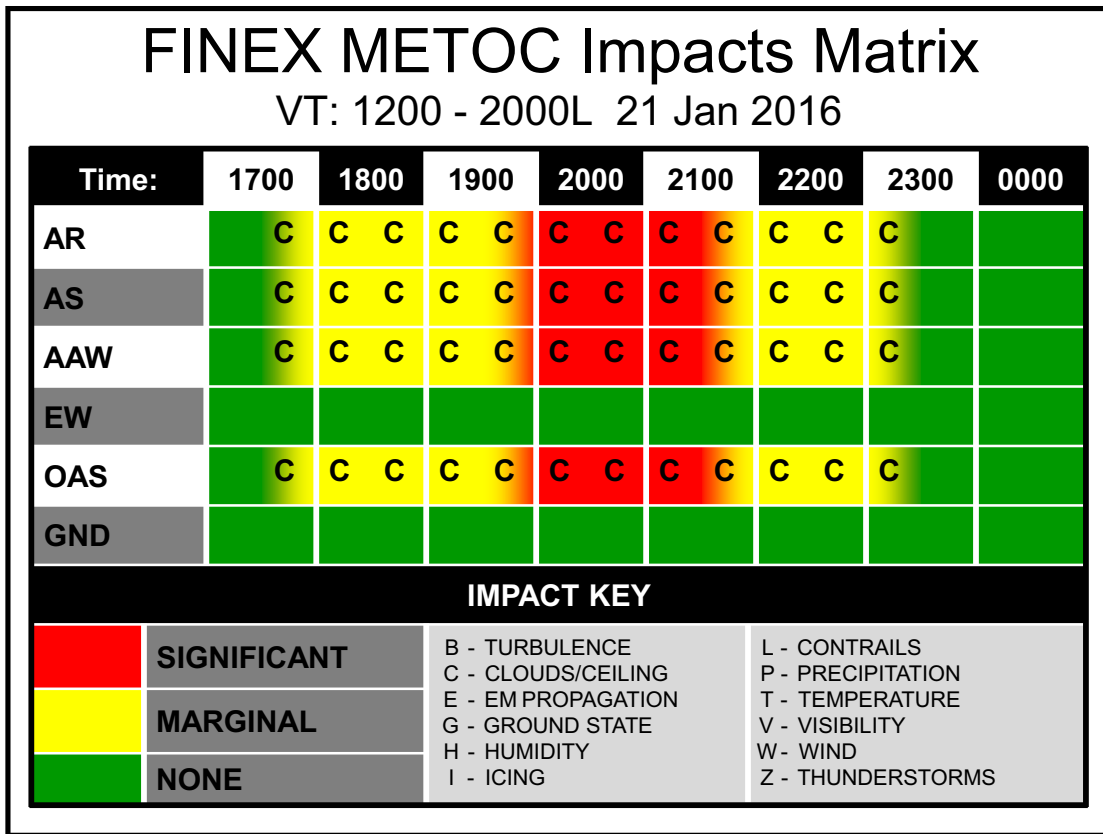 FINEX METOC Impacts Matrix
VT: 1200 - 2000L 21 Jan 2016
Time: 1700 1800 1900 2000 2100 2200 2300 0000
AR C C C C C C C C C C C C
AS C C C C C C C C C C C C
AAW C C C C C C C C C C C C
EW
OAS C C C C C C C C C C C C
GND
IMPACT KEY
SIGNIFICANT
MARGINAL
NONE
B - TURBULENCE
C - CLOUDS/CEILING
E - EM PROPAGATION
G - GROUND STATE
H - HUMIDITY
I - ICING
L - CONTRAILS
P - PRECIPITATION
T - TEMPERATURE
V - VISIBILITY
W - WIND
Z - THUNDERSTORMS